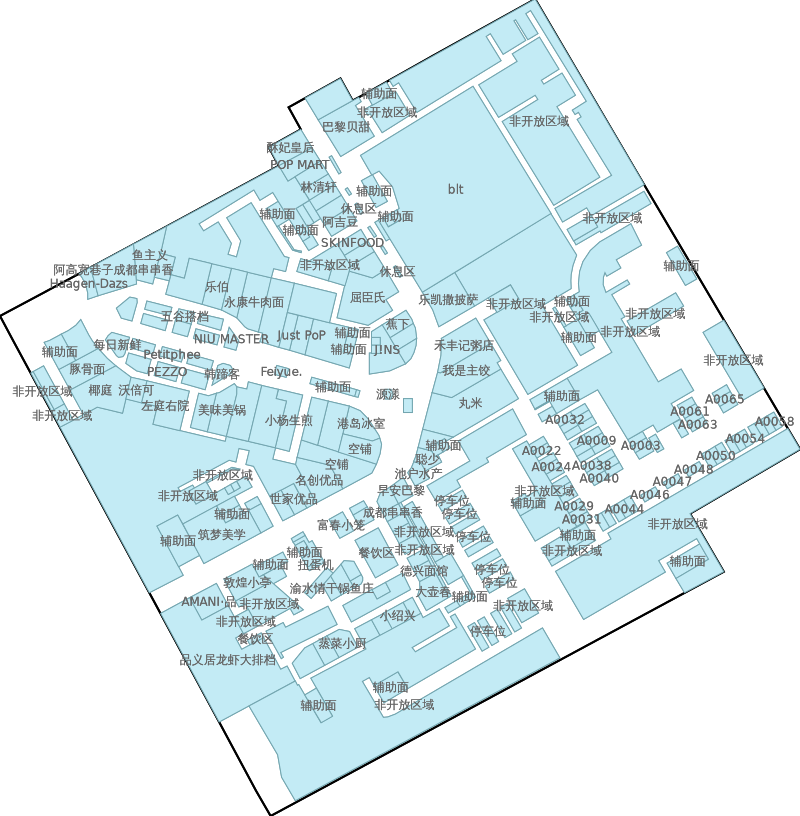 辅助面
非开放区域
巴黎贝甜
非开放区域
酥妃皇后
POP MART
林清轩
辅助面
blt
休息区
辅助面
辅助面
阿吉豆
非开放区域
辅助面
SKINFOOD
鱼主义
非开放区域
辅助面
阿高宽巷子成都串串香
休息区
Haagen-Dazs
乐伯
永康牛肉面
屈臣氏
乐凯撒披萨
非开放区域
辅助面
五谷搭档
非开放区域
非开放区域
蕉下
辅助面
非开放区域
NIU MASTER
Just PoP
辅助面
每日新鲜
禾丰记粥店
辅助面
JINS
辅助面
Petitphee
非开放区域
豚骨面
PEZZO
韩蹄客
Feiyue.
我是主饺
辅助面
非开放区域
椰庭
沃倍可
源漾
辅助面
A0065
左庭右院
美味美锅
丸米
A0061
非开放区域
小杨生煎
港岛冰室
A0032
A0063
A0058
A0009
A0054
辅助面
A0003
空铺
A0022
A0050
聪少
空铺
A0024
A0038
A0048
非开放区域
名创优品
池户水产
A0040
A0047
世家优品
早安巴黎
非开放区域
A0046
非开放区域
停车位
辅助面
A0029
A0044
辅助面
成都串串香
停车位
A0031
非开放区域
富春小笼
筑梦美学
非开放区域
停车位
辅助面
辅助面
辅助面
餐饮区
非开放区域
非开放区域
辅助面
扭蛋机
辅助面
德兴面馆
停车位
敦煌小亭
渝水情干锅鱼庄
停车位
AMANI·品
非开放区域
大壶春
辅助面
非开放区域
非开放区域
小绍兴
停车位
餐饮区
蒸菜小厨
品义居龙虾大排档
辅助面
辅助面
非开放区域